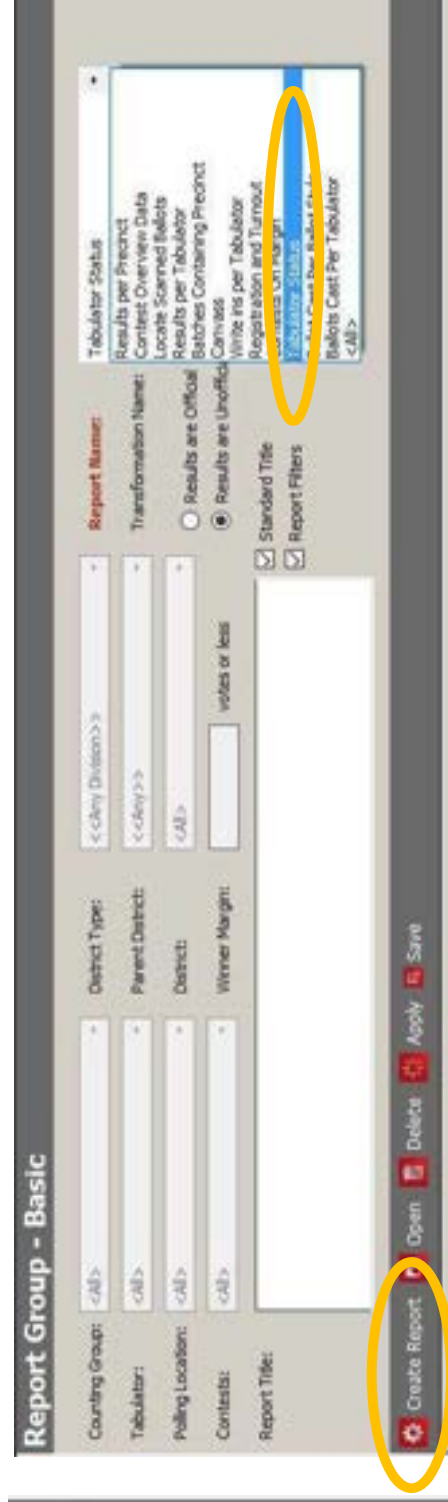 Report Group - Basic
Counting Group: <All> District Type: <<Any Division>> Report Name: Tabulator Status
Tabulator: <All> Parent District: <<Any>> Transformation Name:
Polling Location: <All> District: <All> Results are Official
Contests: <All> Winner Margin: votes or less Results are Unofficial
Report Title: Standard Title
Report Filters
Results per Precinct
Contest Overview Data
Locate Scanned Ballots
Results per Tabulator
Batches Containing Precinct
Canvass
Write ins per Tabulator
Registration and Turnout
Margin
Tabulator Status
Ballots Cast Per Tabulator
<All>
Create Report Open Delete Apply Save